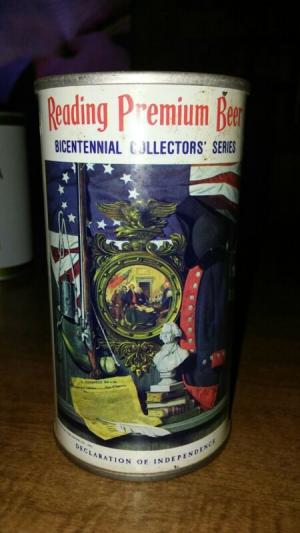 Reading Premium Beer
BICENTENNIAL COLLECTORS' SERIES
DECLARATION OF INDEPENDENCE